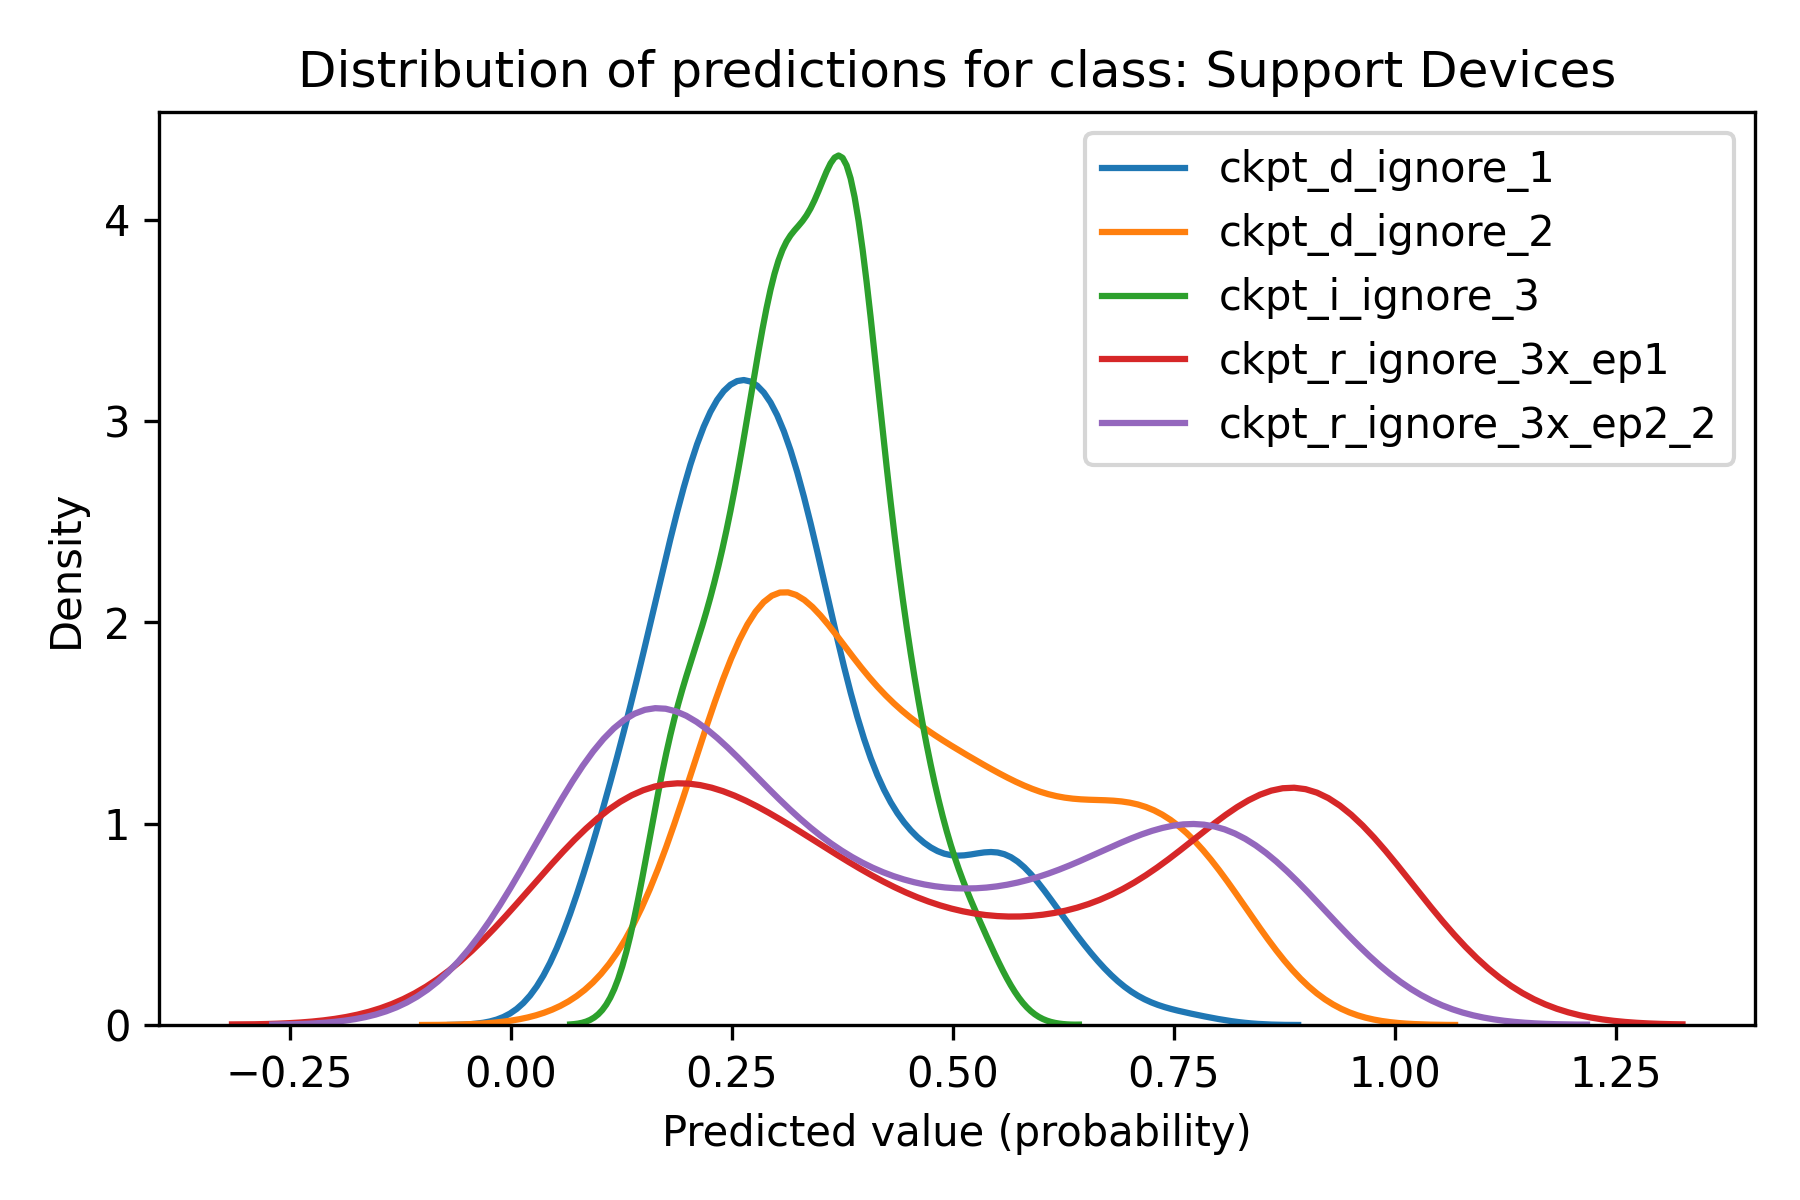 Distribution of predictions for class: Support Devices
ckpt_d_ignore_1
ckpt_d_ignore_2
ckpt_i_ignore_3
ckpt_r_ignore_3x_ep1
ckpt_r_ignore_3x_ep2_2
Density
4
3
2
1
0
−0.25 0.00 0.25 0.50 0.75 1.00 1.25
Predicted value (probability)